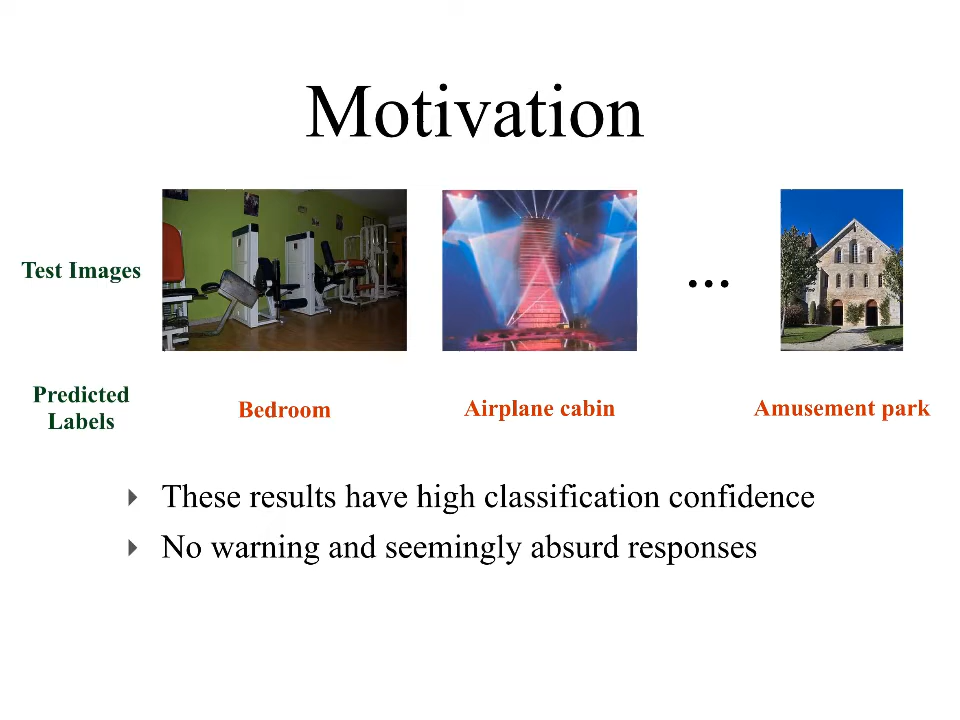 Motivation
Test Images
...
Predicted
Labels
Bedroom
Airplane cabin
Amusement park
These results have high classification confidence
No warning and seemingly absurd responses